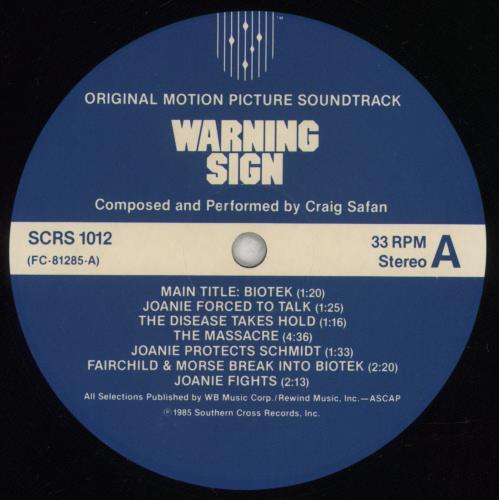 ORIGINAL MOTION PICTURE SOUNDTRACK
WARNING
SIGN
Composed and Performed by Craig Safan
SCRS 1012
(FC-81285-A)
33 RPM
Stereo
A
MAIN TITLE: BIOTEK (1:20)
JOANIE FORCED TO TALK (1:25)
THE DISEASE TAKES HOLD (1:16)
THE MASSACRE (4:36)
JOANIE PROTECTS SCHMIDT (1:33)
FAIRCHILD & MORSE BREAK INTO BIOTEK (2:20)
JOANIE FIGHTS (2:13)
All Selections Published by WB Music Corp./Rewind Music, Inc.—ASCAP
℗1985 Southern Cross Records, Inc.